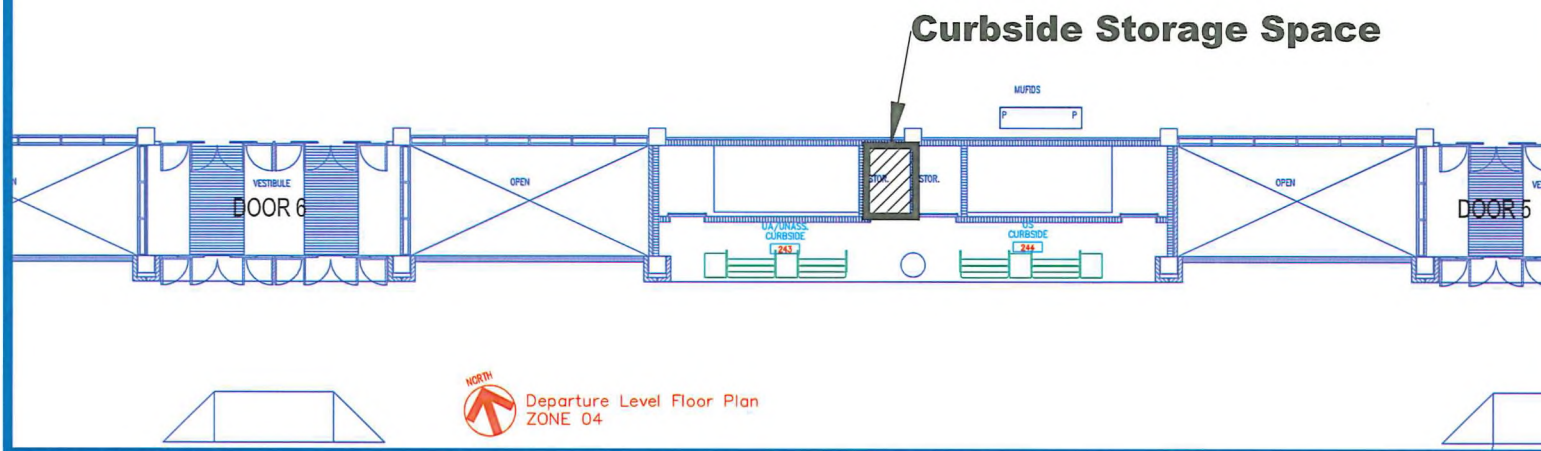 Curbside Storage Space
MUFIDS
P P
VESTIBULE
DOOR 6
OPEN
STOR.
STOR.
OPEN
DOOR 5
UA/UNASS.
CURBSIDE
243
US
CURBSIDE
244
NORTH
Departure Level Floor Plan
ZONE 04